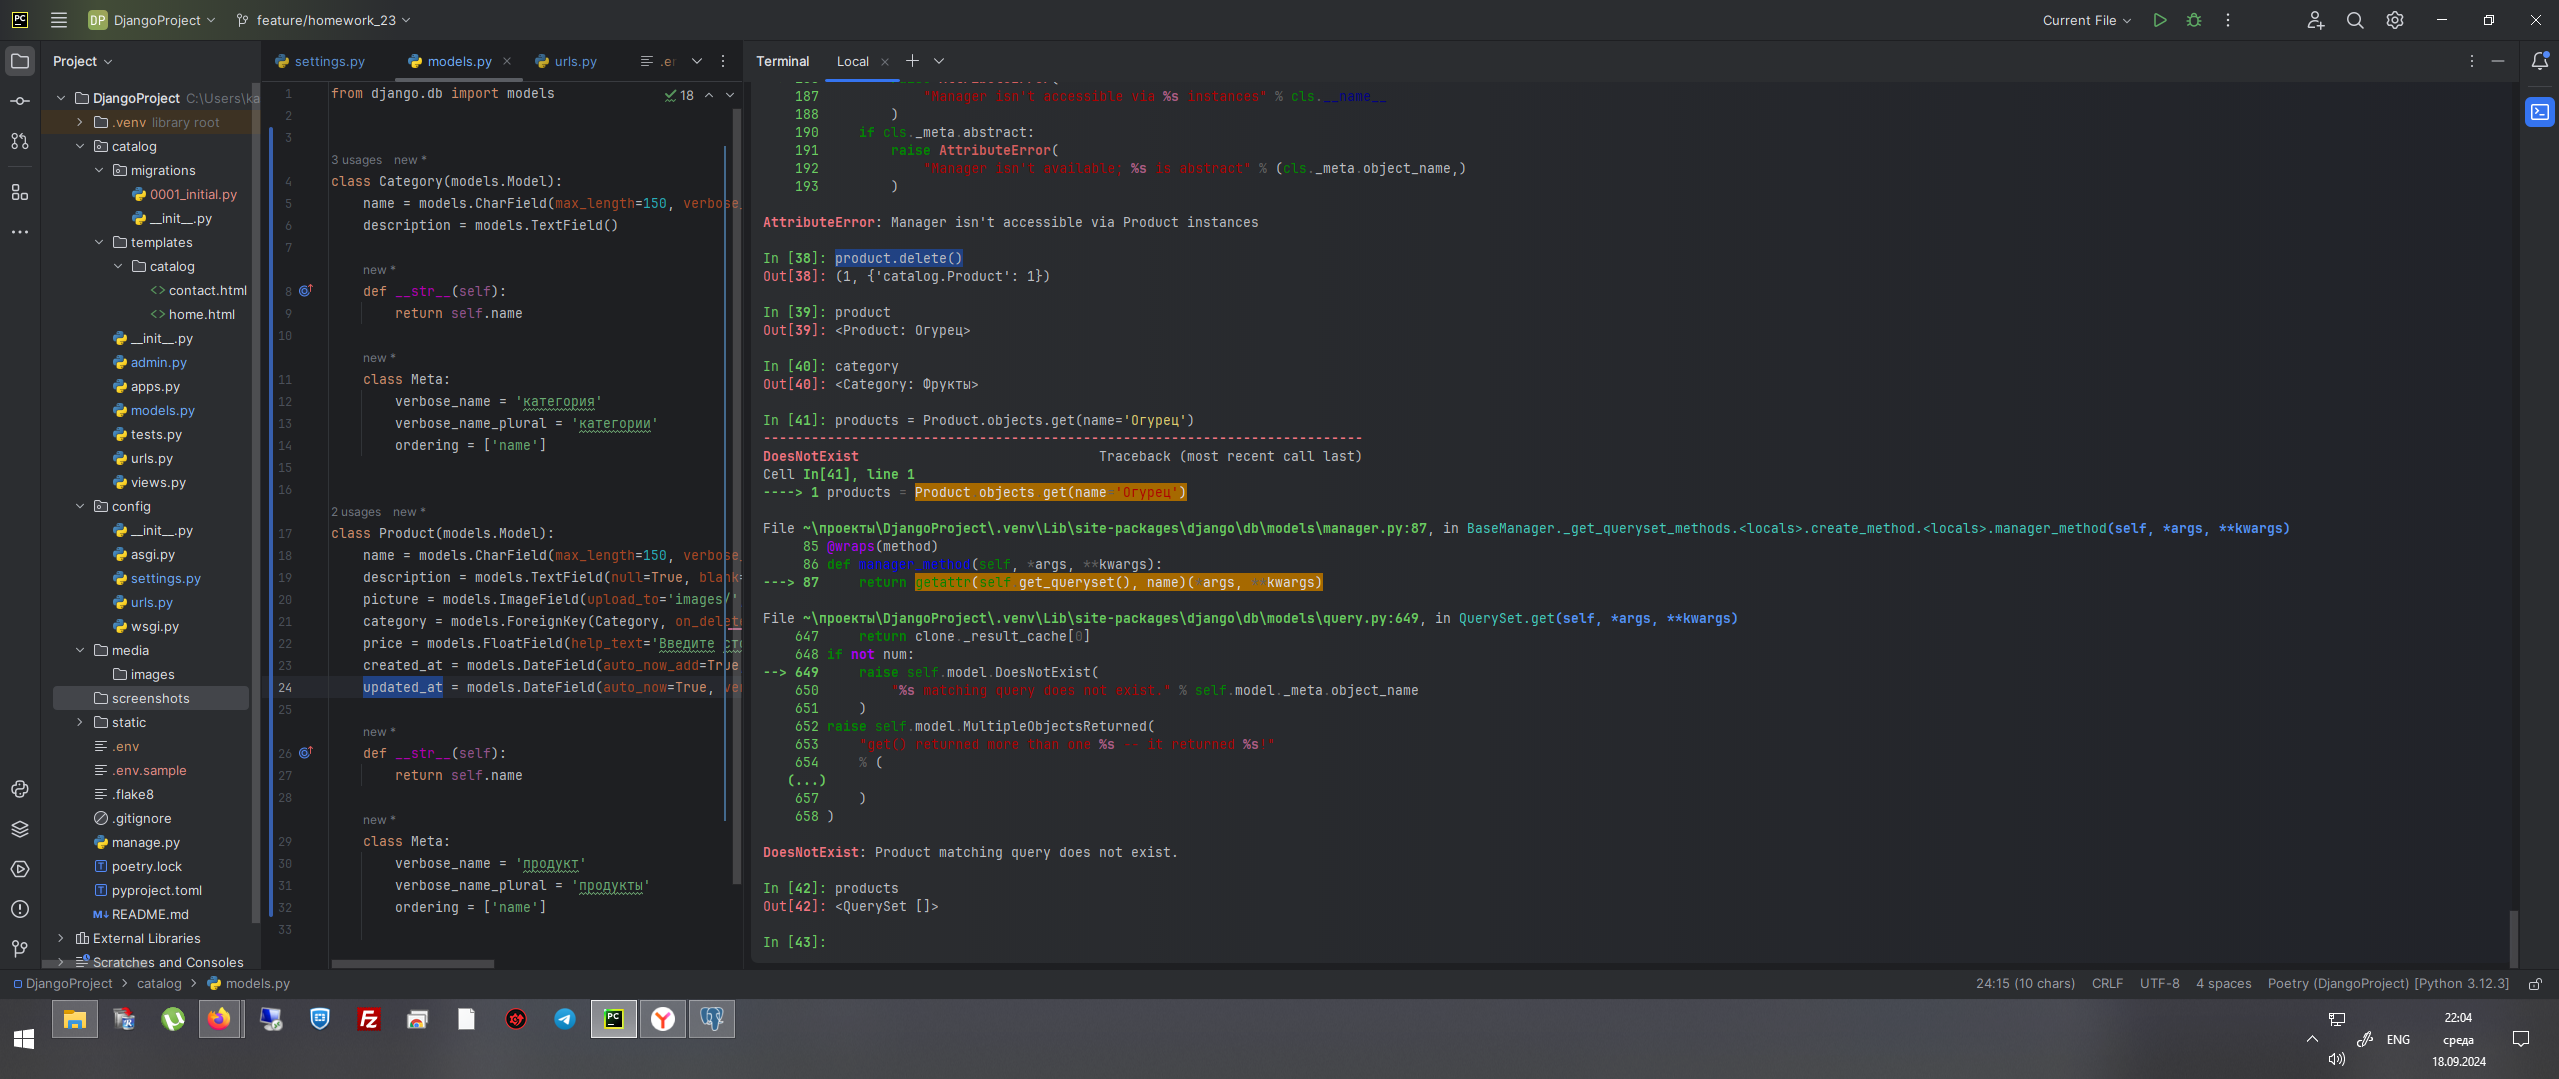 PC
DP DjangoProject
feature/homework_23
Current File
Project
DjangoProject C:\Users\ka
.venv library root
catalog
migrations
0001_initial.py
__init__.py
templates
catalog
contact.html
home.html
__init__.py
admin.py
apps.py
models.py
tests.py
urls.py
views.py
config
__init__.py
asgi.py
settings.py
urls.py
wsgi.py
media
images
screenshots
static
.env
.env.sample
.flake8
.gitignore
manage.py
poetry.lock
pyproject.toml
README.md
External Libraries
Scratches and Consoles
settings.py
models.py
urls.py
18
1 from django.db import models
2
3
3 usages new *
4 class Category(models.Model):
5 name = models.CharField(max_length=150, verbose_
6 description = models.TextField()
7
new *
8 def __str__(self):
9 return self.name
10
new *
11 class Meta:
12 verbose_name = 'категория'
13 verbose_name_plural = 'категории'
14 ordering = ['name']
15
16
2 usages new *
17 class Product(models.Model):
18 name = models.CharField(max_length=150, verbose_
19 description = models.TextField(null=True, blank=
20 picture = models.ImageField(upload_to='images/'
21 category = models.ForeignKey(Category, on_delete
22 price = models.FloatField(help_text='Введите сто
23 created_at = models.DateField(auto_now_add=True
24 updated_at = models.DateField(auto_now=True, ver
25
new *
26 def __str__(self):
27 return self.name
28
new *
29 class Meta:
30 verbose_name = 'продукт'
31 verbose_name_plural = 'продукты'
32 ordering = ['name']
33
Terminal Local
187 "Manager isn't accessible via %s instances" % cls.__name__
188 )
190 if cls._meta.abstract:
191 raise AttributeError(
192 "Manager isn't available; %s is abstract" % (cls._meta.object_name,)
193 )
AttributeError: Manager isn't accessible via Product instances
In [38]: product.delete()
Out[38]: (1, {'catalog.Product': 1})
In [39]: product
Out[39]: <Product: Огурец>
In [40]: category
Out[40]: <Category: Фрукты>
In [41]: products = Product.objects.get(name='Огурец')
---------------------------------------------------------------------------
DoesNotExist Traceback (most recent call last)
Cell In[41], line 1
----> 1 products = Product.objects.get(name='Огурец')
File ~\проекты\DjangoProject\.venv\Lib\site-packages\django\db\models\manager.py:87, in BaseManager._get_queryset_methods.<locals>.create_method.<locals>.manager_method(self, *args, **kwargs)
85 @wraps(method)
86 def manager_method(self, *args, **kwargs):
---> 87 return getattr(self.get_queryset(), name)(*args, **kwargs)
File ~\проекты\DjangoProject\.venv\Lib\site-packages\django\db\models\query.py:649, in QuerySet.get(self, *args, **kwargs)
647 return clone._result_cache[0]
648 if not num:
--> 649 raise self.model.DoesNotExist(
650 "%s matching query does not exist." % self.model._meta.object_name
651 )
652 raise self.model.MultipleObjectsReturned(
653 "get() returned more than one %s -- it returned %s!"
654 % (
(...)
657 )
658 )
DoesNotExist: Product matching query does not exist.
In [42]: products
Out[42]: <QuerySet []>
In [43]:
DjangoProject > catalog > models.py
24:15 (10 chars) CRLF UTF-8 4 spaces Poetry (DjangoProject) [Python 3.12.3]
ENG
22:04
среда
18.09.2024